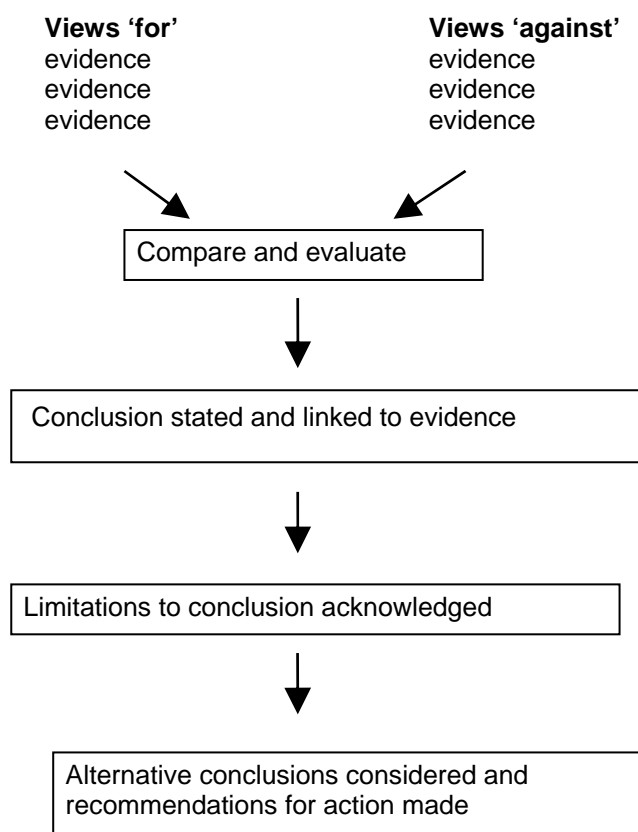 Views ‘for’
evidence
evidence
evidence
Views ‘against’
evidence
evidence
evidence
Compare and evaluate
Conclusion stated and linked to evidence
Limitations to conclusion acknowledged
Alternative conclusions considered and
recommendations for action made